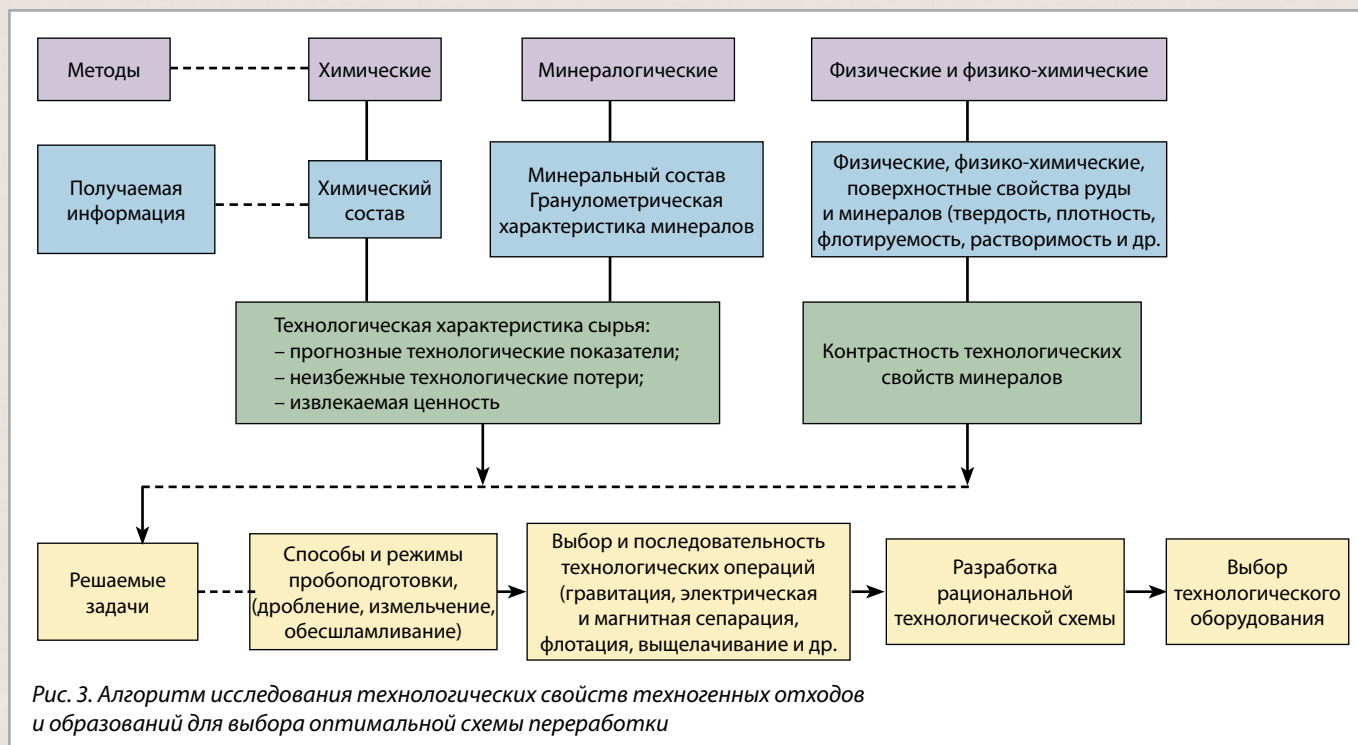 Методы
Химические
Минералогические
Физические и физико-химические
Получаемая
информация
Химический
состав
Минеральный состав
Гранулометрическая
характеристика минералов
Физические, физико-химические,
поверхностные свойства руды
и минералов (твердость, плотность,
флотируемость, растворимость и др.
Технологическая характеристика сырья:
– прогнозные технологические показатели;
– неизбежные технологические потери;
– извлекаемая ценность
Контрастность технологических
свойств минералов
Решаемые
задачи
Способы и режимы
пробоподготовки,
(дробление, измельчение,
обесшламливание)
Выбор и последовательность
технологических операций
(гравитация, электрическая
и магнитная сепарация,
флотация, выщелачивание и др.
Разработка
рациональной
технологической схемы
Выбор
технологического
оборудования
Рис. 3. Алгоритм исследования технологических свойств техногенных отходов
и образований для выбора оптимальной схемы переработки